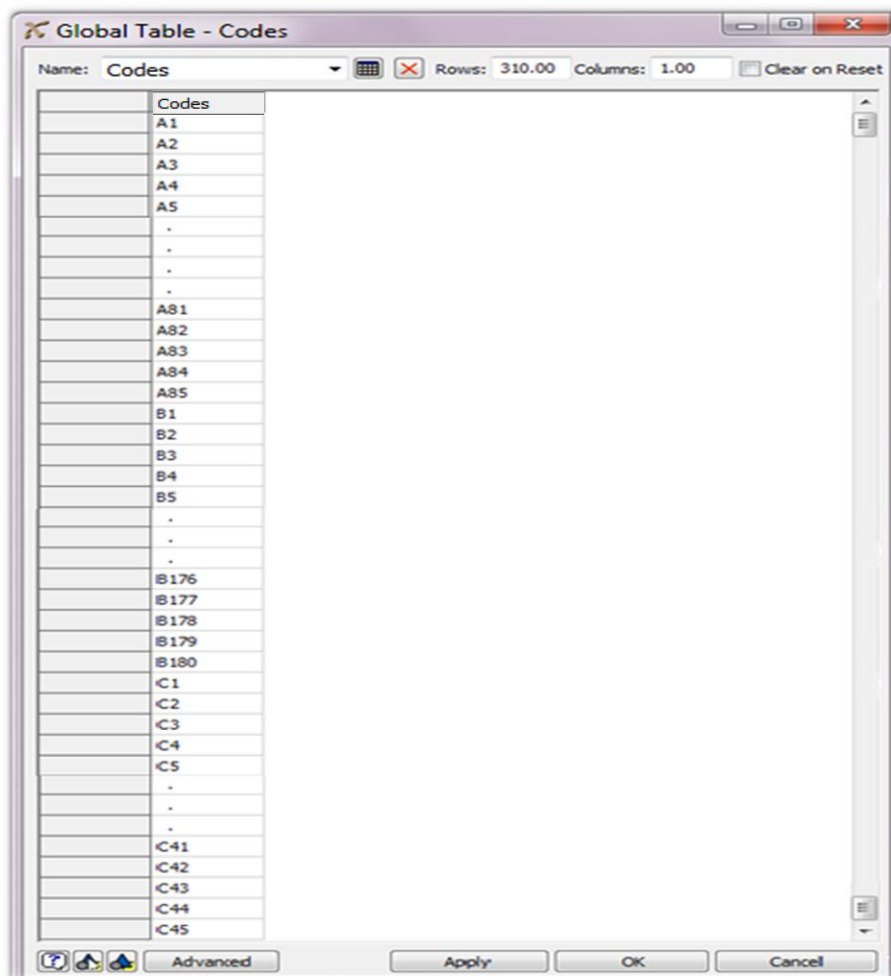 Global Table - Codes
Name: Codes Rows: 310.00 Columns: 1.00 Clear on Reset
Codes
A1
A2
A3
A4
A5
.
.
.
.
A81
A82
A83
A84
A85
B1
B2
B3
B4
B5
.
.
.
B176
B177
B178
B179
B180
C1
C2
C3
C4
C5
.
.
.
C41
C42
C43
C44
C45
? Advanced Apply OK Cancel